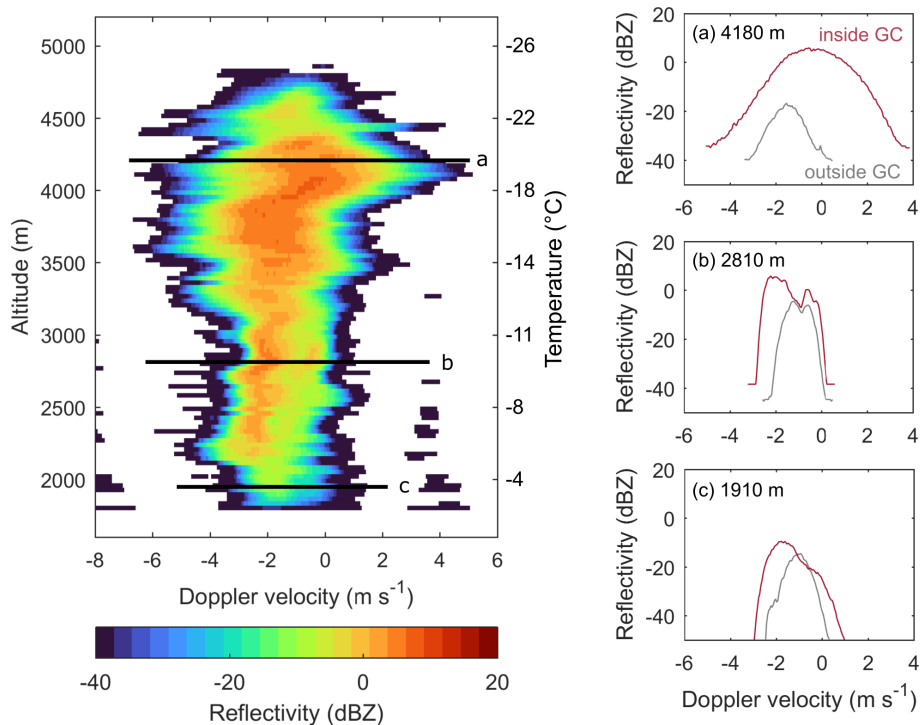 5000
4500
4000
3500
3000
2500
2000
Altitude (m)
-26
-22
-18
-14
-11
-8
-4
Temperature (°C)
a
b
c
-8 -6 -4 -2 0 2 4 6
Doppler velocity (m s⁻¹)
-40 -20 0 20
Reflectivity (dBZ)
(a) 4180 m
inside GC
outside GC
20
0
-20
-40
Reflectivity (dBZ)
-6 -4 -2 0 2 4
(b) 2810 m
20
0
-20
-40
Reflectivity (dBZ)
-6 -4 -2 0 2 4
(c) 1910 m
20
0
-20
-40
Reflectivity (dBZ)
-6 -4 -2 0 2 4
Doppler velocity (m s⁻¹)